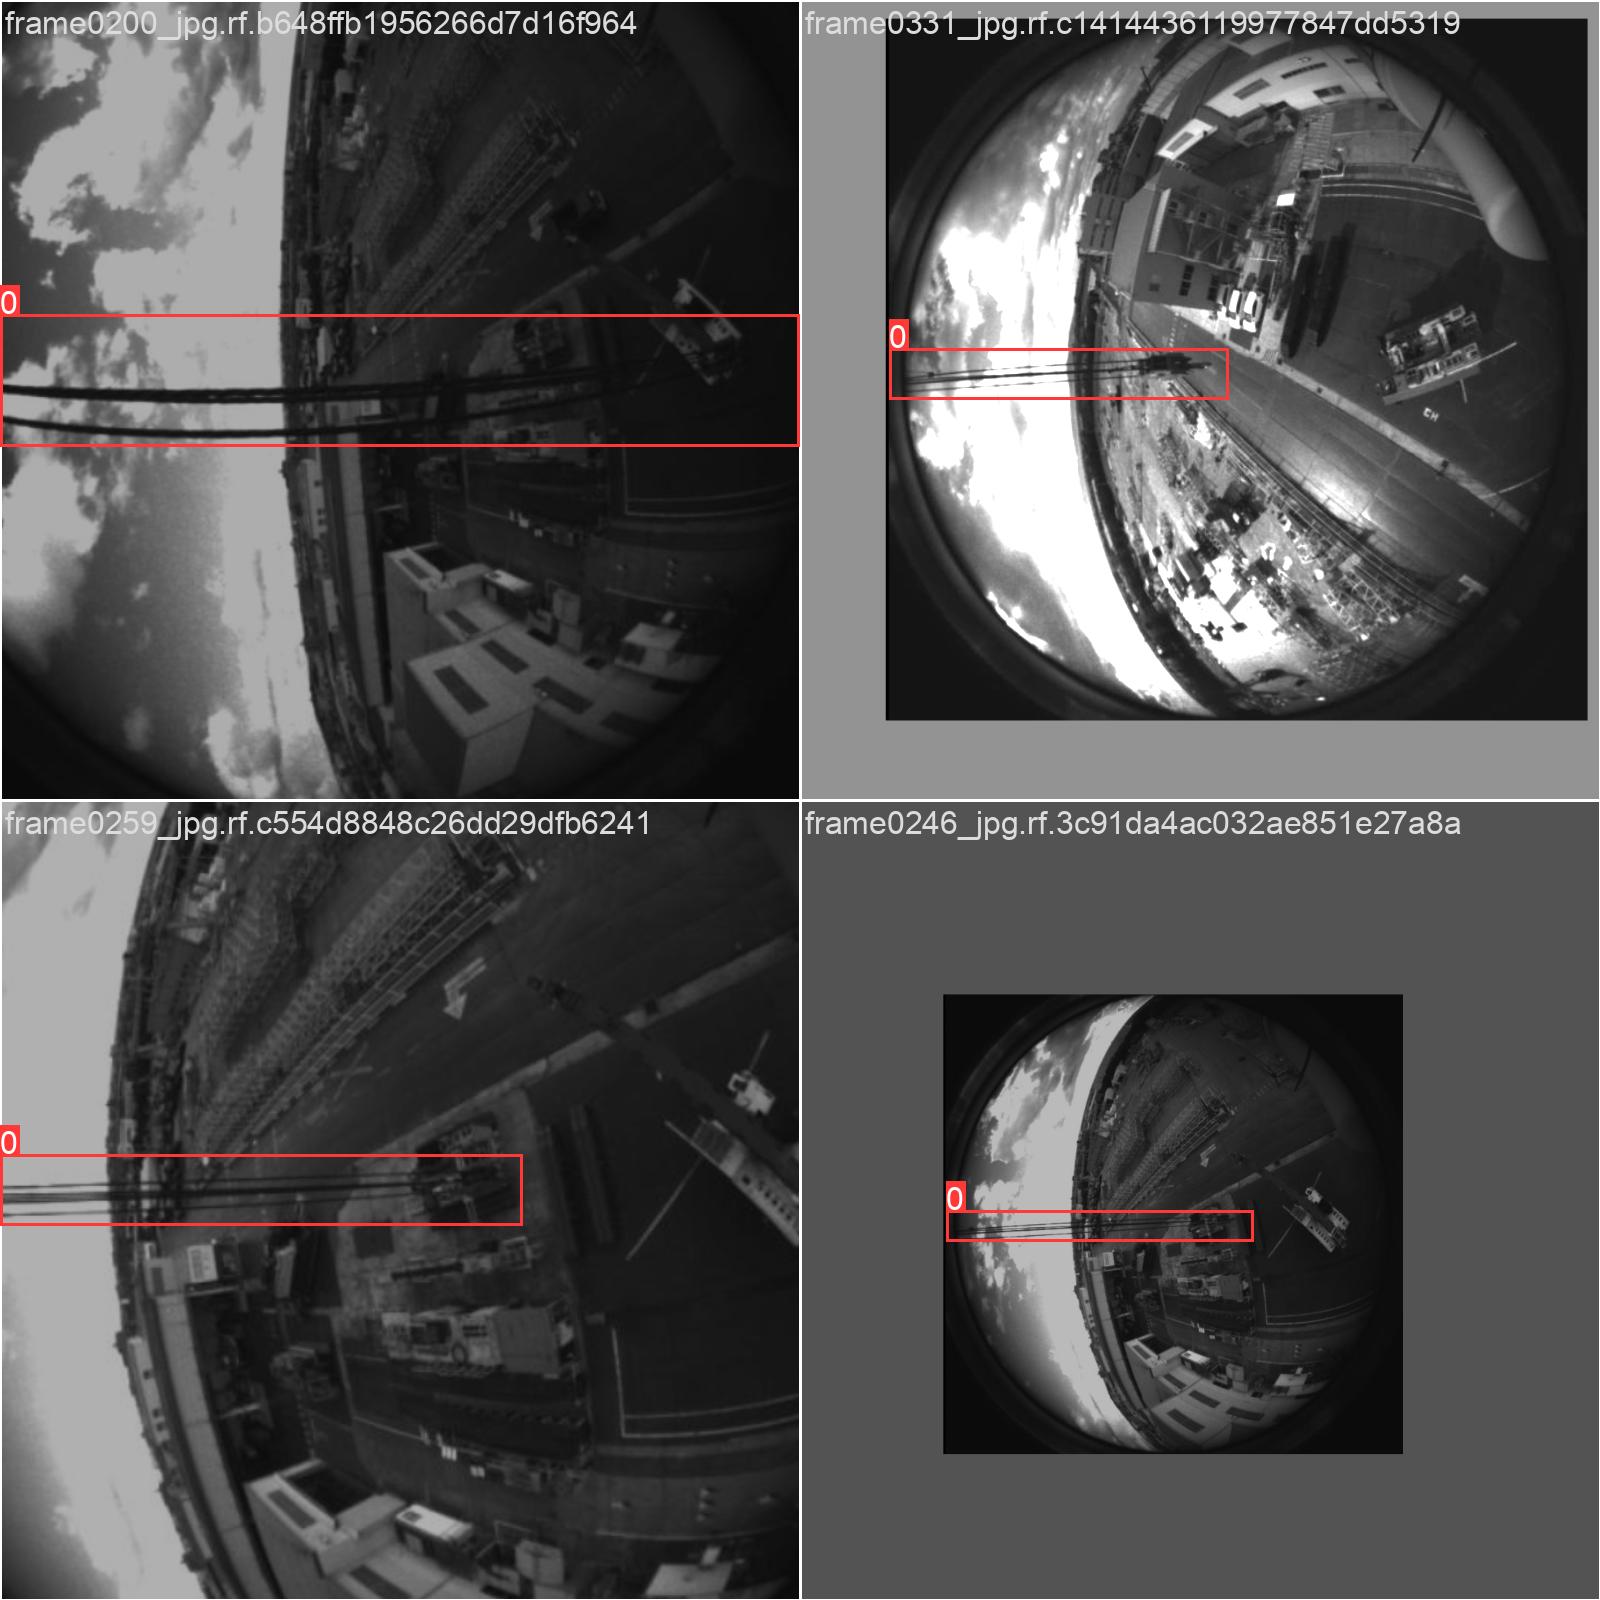 frame0200_jpg.rf.b648ffb1956266d7d16f964
frame0331_jpg.rf.c1414436119977847dd5319
0
0
frame0259_jpg.rf.c554d8848c26dd29dfb6241
frame0246_jpg.rf.3c91da4ac032ae851e27a8a
0
0